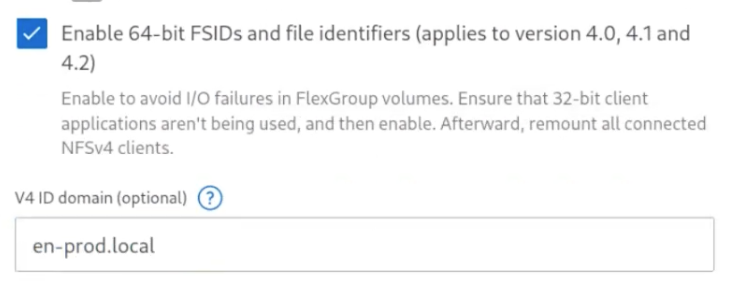 Enable 64-bit FSIDs and file identifiers (applies to version 4.0, 4.1 and
4.2)
Enable to avoid I/O failures in FlexGroup volumes. Ensure that 32-bit client
applications aren't being used, and then enable. Afterward, remount all connected
NFSv4 clients.
V4 ID domain (optional) ?
en-prod.local